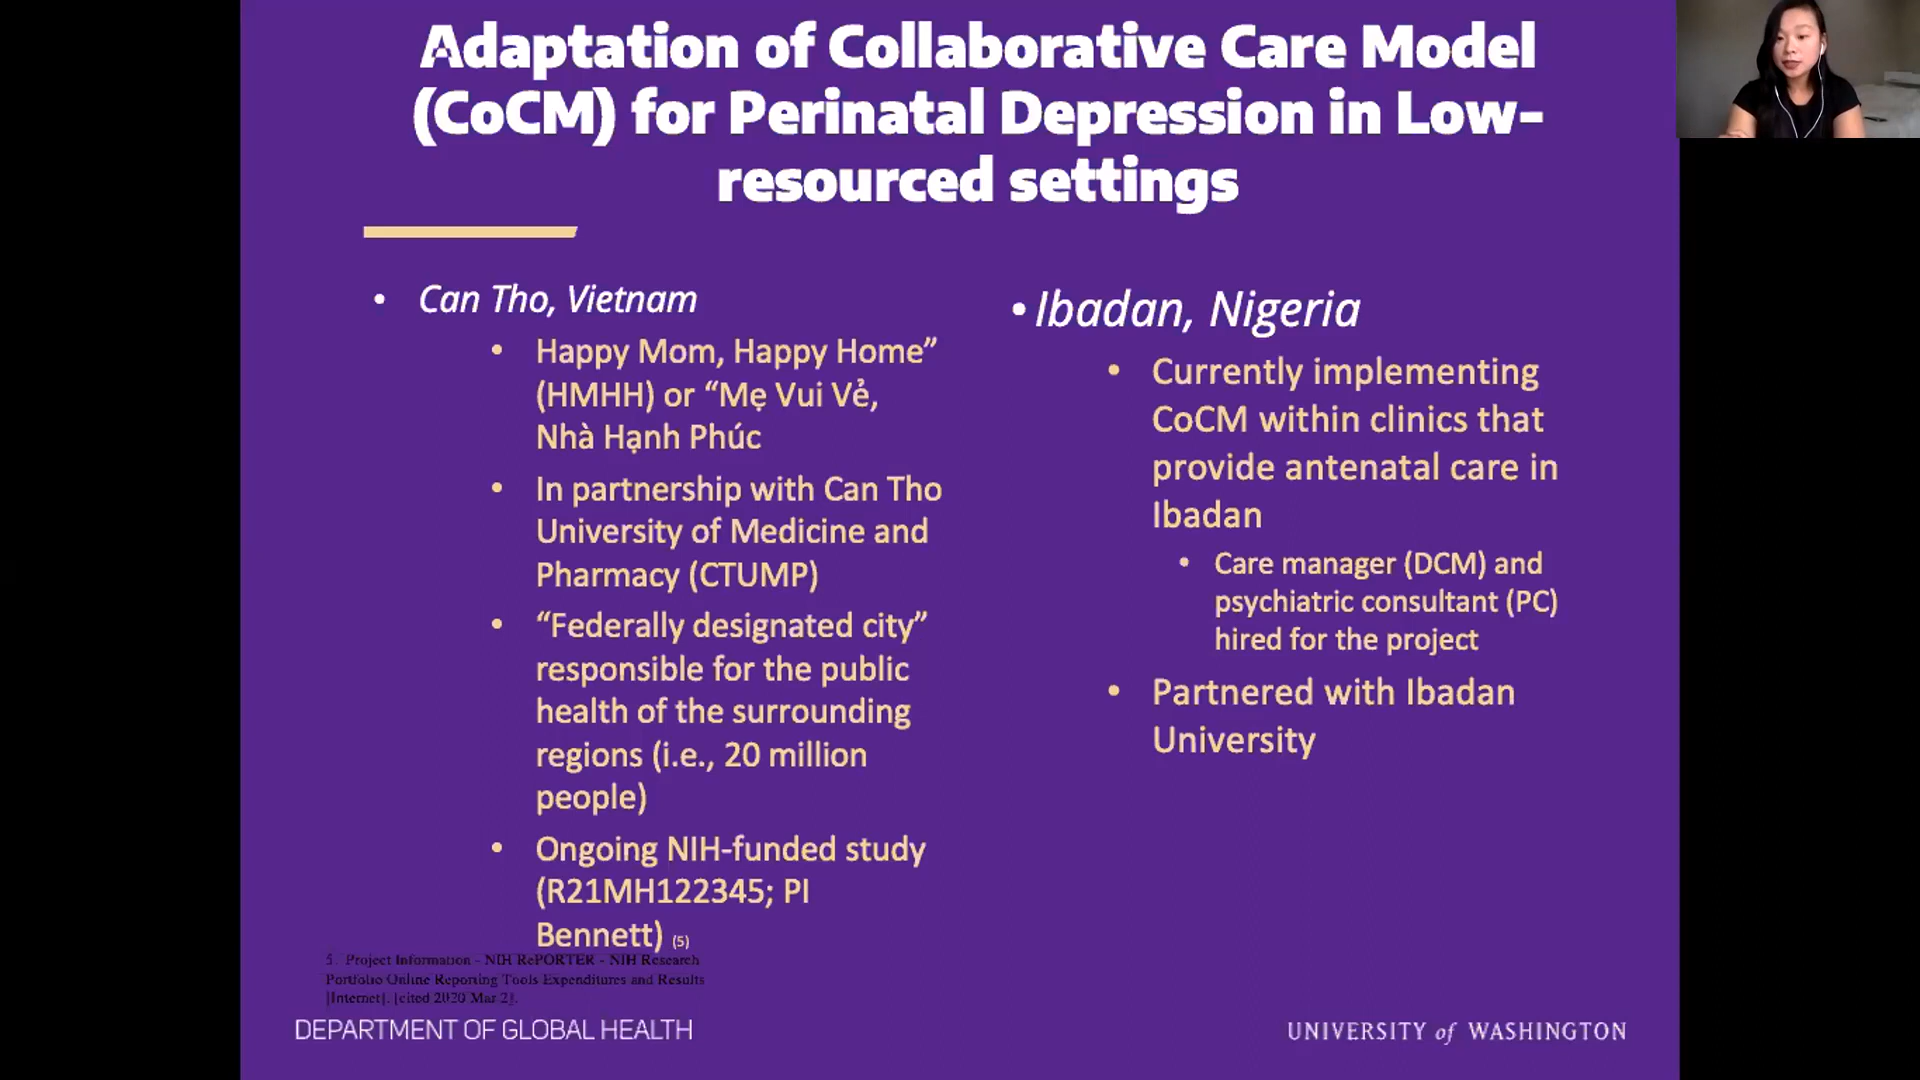 Adaptation of Collaborative Care Model
(CoCM) for Perinatal Depression in Low-
resourced settings
• Can Tho, Vietnam
• Happy Mom, Happy Home”
(HMHH) or “Mẹ Vui Vẻ,
Nhà Hạnh Phúc
• In partnership with Can Tho
University of Medicine and
Pharmacy (CTUMP)
• “Federally designated city”
responsible for the public
health of the surrounding
regions (i.e., 20 million
people)
• Ongoing NIH-funded study
(R21MH122345; PI
Bennett) (5)
5. Project Information - NIH RePORTER - NIH Research
Portfolio Online Reporting Tools Expenditures and Results
[Internet]. [cited 2020 Mar 2].
• Ibadan, Nigeria
• Currently implementing
CoCM within clinics that
provide antenatal care in
Ibadan
• Care manager (DCM) and
psychiatric consultant (PC)
hired for the project
• Partnered with Ibadan
University
DEPARTMENT OF GLOBAL HEALTH
UNIVERSITY of WASHINGTON